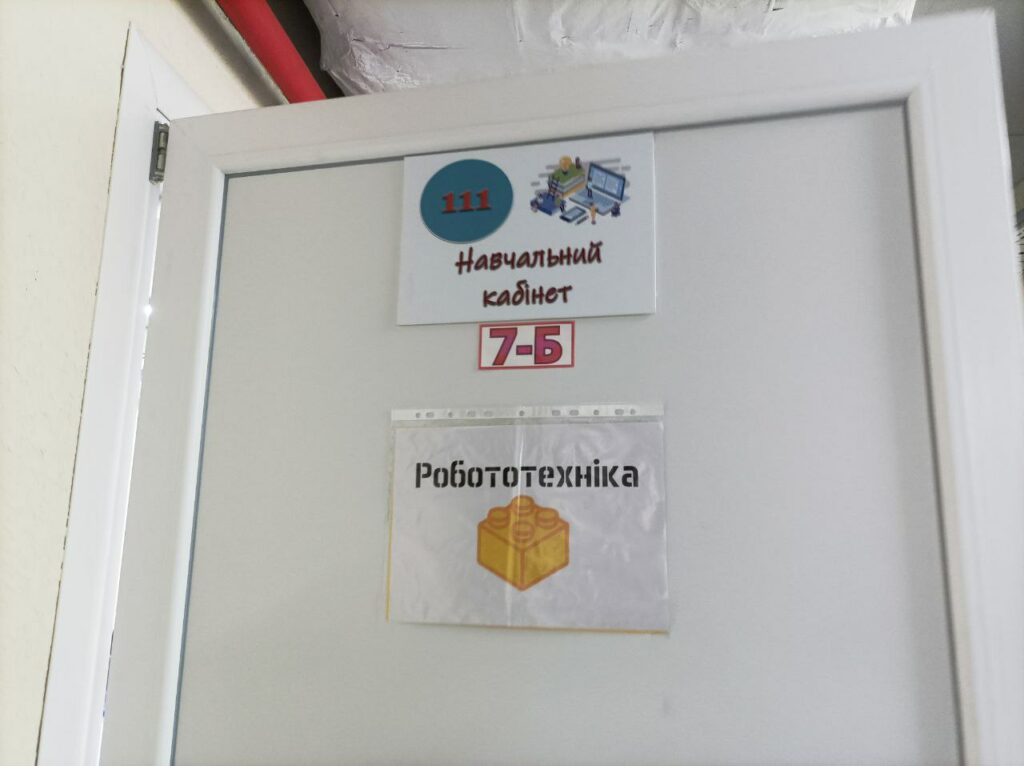 111
Навчальний
кабінет
7-Б
Робототехніка